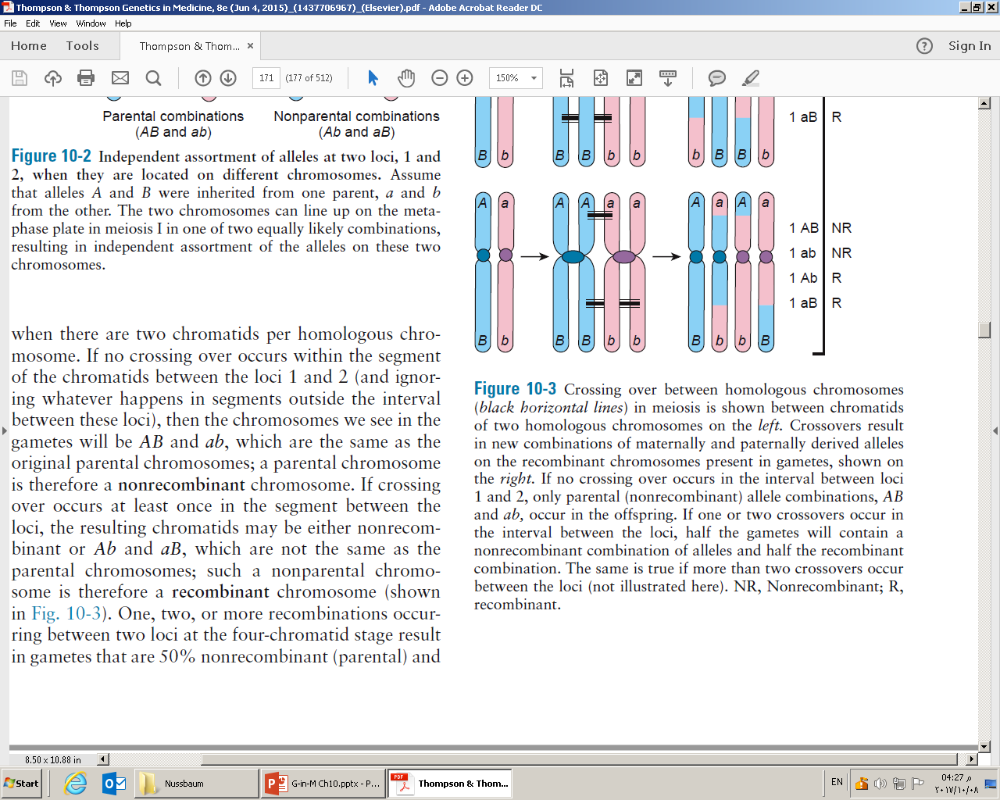 Thompson & Thompson Genetics in Medicine, 8e (Jun 4, 2015)_(1437706967)_(Elsevier).pdf - Adobe Acrobat Reader DC
File Edit View Window Help
Home Tools Thompson & Thom... × ? Sign In
171 (177 of 512) 150%
Parental combinations
(AB and ab)
Nonparental combinations
(Ab and aB)
Figure 10-2 Independent assortment of alleles at two loci, 1 and
2, when they are located on different chromosomes. Assume
that alleles A and B were inherited from one parent, a and b
from the other. The two chromosomes can line up on the meta-
phase plate in meiosis I in one of two equally likely combinations,
resulting in independent assortment of the alleles on these two
chromosomes.
when there are two chromatids per homologous chro-
mosome. If no crossing over occurs within the segment
of the chromatids between the loci 1 and 2 (and ignor-
ing whatever happens in segments outside the interval
between these loci), then the chromosomes we see in the
gametes will be AB and ab, which are the same as the
original parental chromosomes; a parental chromosome
is therefore a nonrecombinant chromosome. If crossing
over occurs at least once in the segment between the
loci, the resulting chromatids may be either nonrecom-
binant or Ab and aB, which are not the same as the
parental chromosomes; such a nonparental chromo-
some is therefore a recombinant chromosome (shown
in Fig. 10-3). One, two, or more recombinations occur-
ring between two loci at the four-chromatid stage result
in gametes that are 50% nonrecombinant (parental) and
1 aB R
B b B B b b b B B b
A a A A a a A a A a
1 AB NR
1 ab NR
1 Ab R
1 aB R
B b B B b b B b b B
Figure 10-3 Crossing over between homologous chromosomes
(black horizontal lines) in meiosis is shown between chromatids
of two homologous chromosomes on the left. Crossovers result
in new combinations of maternally and paternally derived alleles
on the recombinant chromosomes present in gametes, shown on
the right. If no crossing over occurs in the interval between loci
1 and 2, only parental (nonrecombinant) allele combinations, AB
and ab, occur in the offspring. If one or two crossovers occur in
the interval between the loci, half the gametes will contain a
nonrecombinant combination of alleles and half the recombinant
combination. The same is true if more than two crossovers occur
between the loci (not illustrated here). NR, Nonrecombinant; R,
recombinant.
8.50 x 10.88 in
Start Nussbaum G-in-M Ch10.pptx - P... PDF Thompson & Thom... EN
04:27 م
٢٠١٧/١٠/٠٨